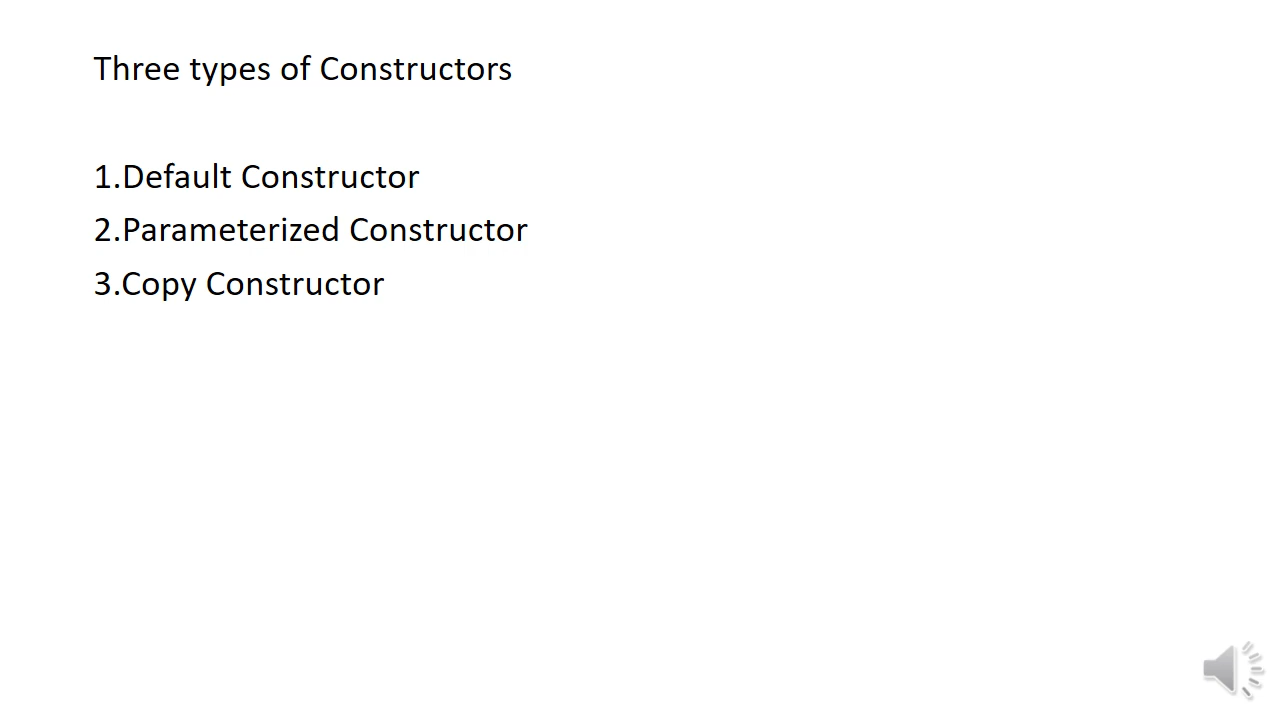 Three types of Constructors
1.Default Constructor
2.Parameterized Constructor
3.Copy Constructor